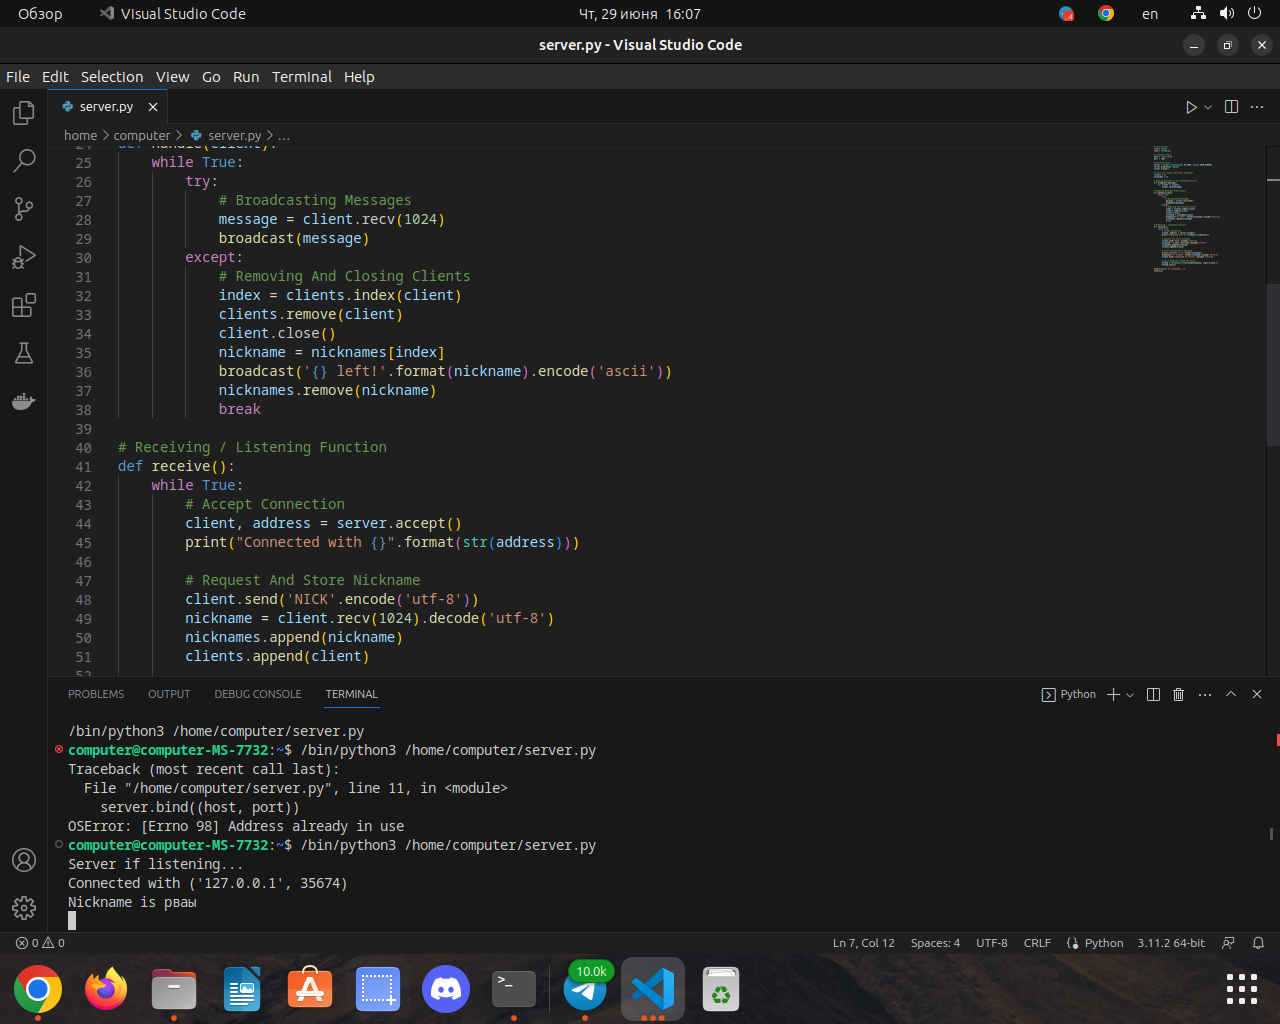 Обзор
Visual Studio Code
Чт, 29 июня 16:07
4
en
server.py - Visual Studio Code
File Edit Selection View Go Run Terminal Help
server.py
home > computer > server.py > ...
24 def handle(client):
25 while True:
26 try:
27 # Broadcasting Messages
28 message = client.recv(1024)
29 broadcast(message)
30 except:
31 # Removing And Closing Clients
32 index = clients.index(client)
33 clients.remove(client)
34 client.close()
35 nickname = nicknames[index]
36 broadcast('{} left!'.format(nickname).encode('ascii'))
37 nicknames.remove(nickname)
38 break
39
40 # Receiving / Listening Function
41 def receive():
42 while True:
43 # Accept Connection
44 client, address = server.accept()
45 print("Connected with {}".format(str(address)))
46
47 # Request And Store Nickname
48 client.send('NICK'.encode('utf-8'))
49 nickname = client.recv(1024).decode('utf-8')
50 nicknames.append(nickname)
51 clients.append(client)
52
PROBLEMS OUTPUT DEBUG CONSOLE TERMINAL
Python
/bin/python3 /home/computer/server.py
computer@computer-MS-7732:~$ /bin/python3 /home/computer/server.py
Traceback (most recent call last):
File "/home/computer/server.py", line 11, in <module>
server.bind((host, port))
OSError: [Errno 98] Address already in use
computer@computer-MS-7732:~$ /bin/python3 /home/computer/server.py
Server if listening...
Connected with ('127.0.0.1', 35674)
Nickname is рваы
0 0
Ln 7, Col 12 Spaces: 4 UTF-8 CRLF Python 3.11.2 64-bit
10.0k